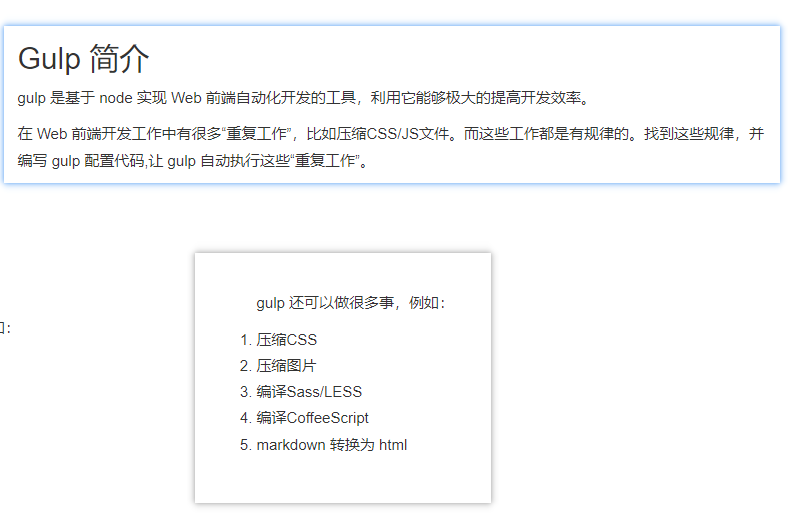 Gulp 简介
gulp 是基于 node 实现 Web 前端自动化开发的工具，利用它能够极大的提高开发效率。
在 Web 前端开发工作中有很多“重复工作”，比如压缩CSS/JS文件。而这些工作都是有规律的。找到这些规律，并
编写 gulp 配置代码,让 gulp 自动执行这些“重复工作”。
gulp 还可以做很多事，例如：
1. 压缩CSS
2. 压缩图片
3. 编译Sass/LESS
4. 编译CoffeeScript
5. markdown 转换为 html